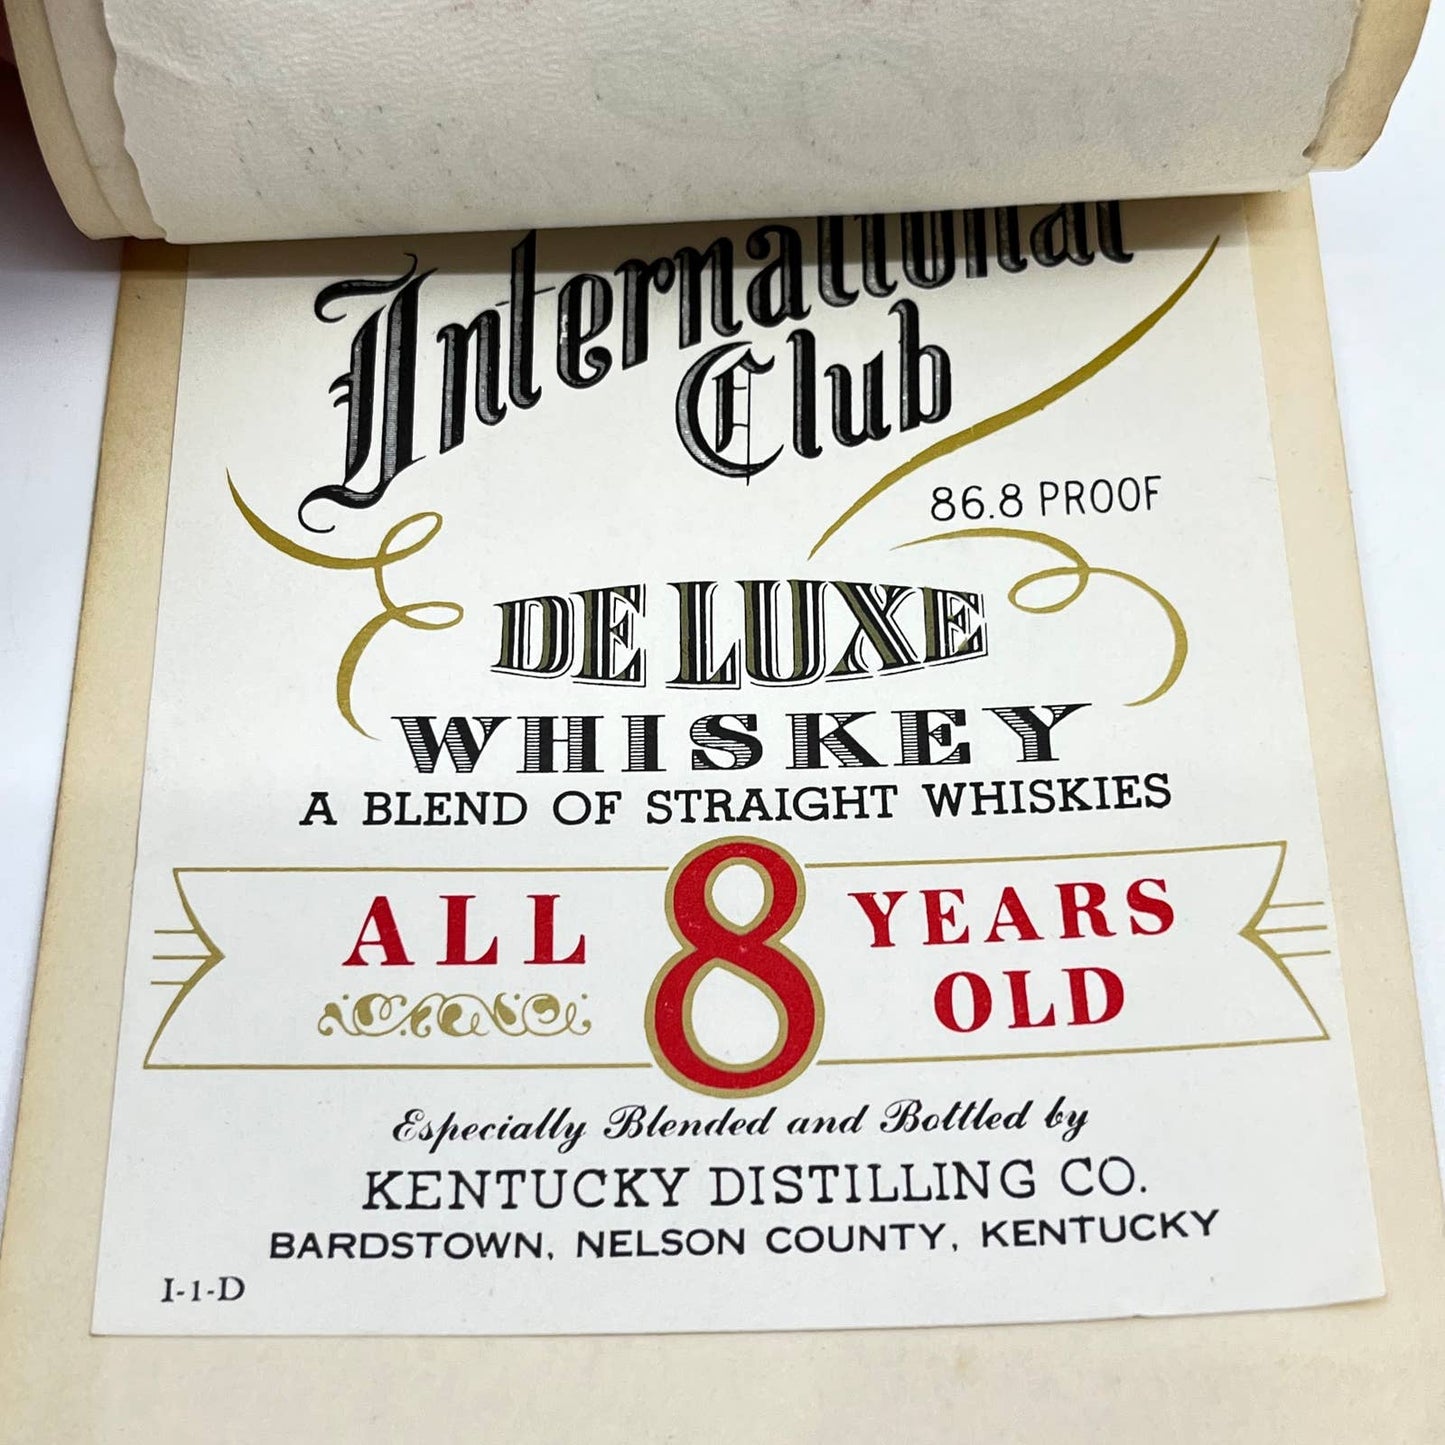 International
Club
86.8 PROOF
DE LUXE
WHISKEY
A BLEND OF STRAIGHT WHISKIES
ALL 8 YEARS
OLD
Especially Blended and Bottled by
KENTUCKY DISTILLING CO.
BARDSTOWN, NELSON COUNTY, KENTUCKY
I-1-D